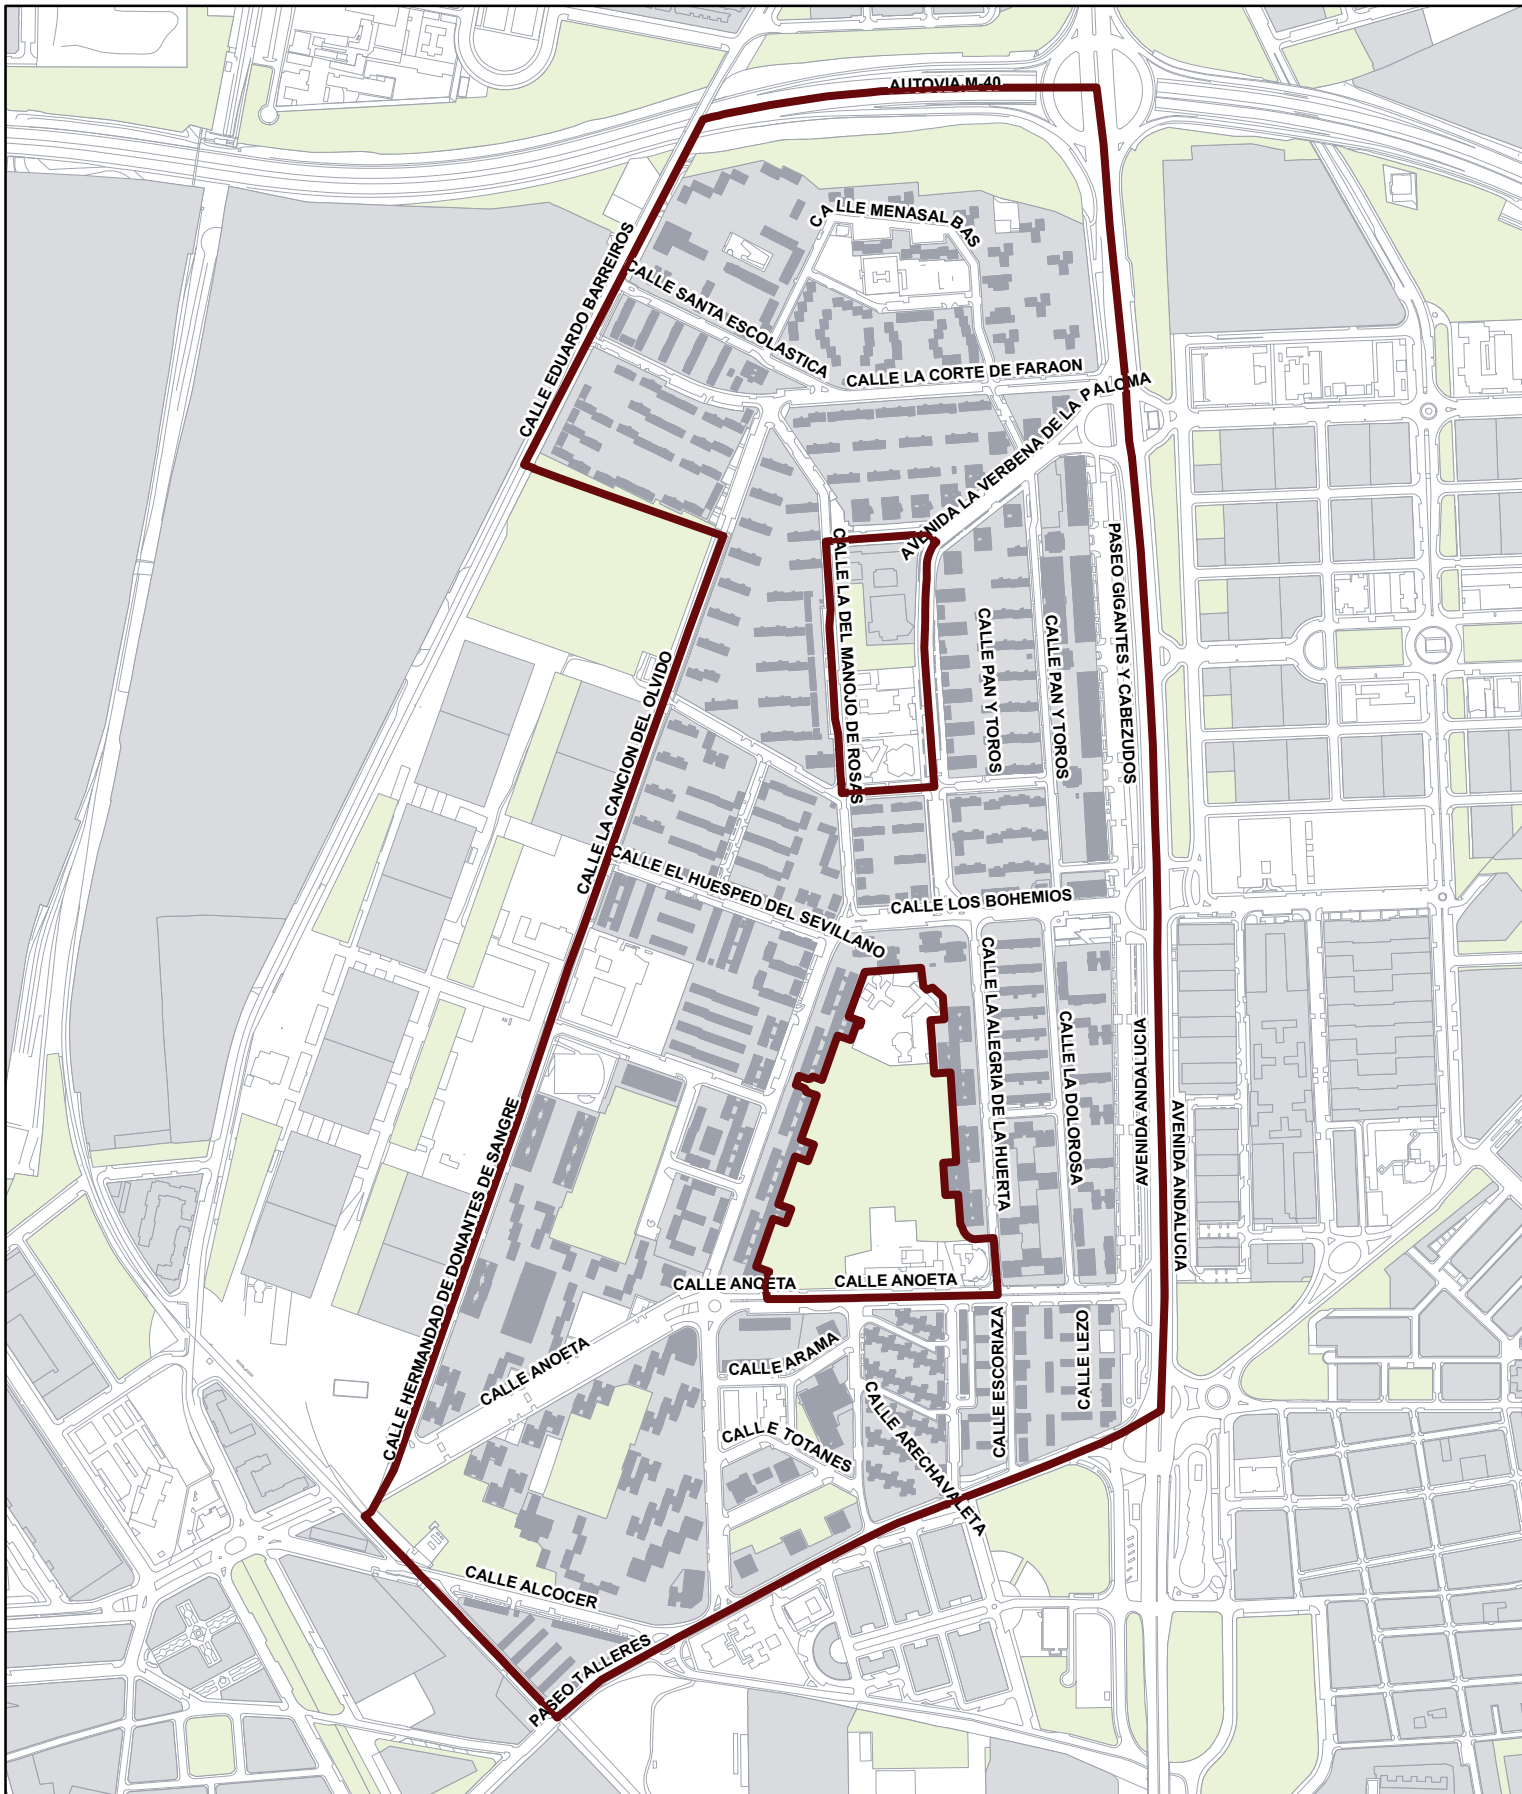 AUTOVIA M-40
CALLE MENASALBAS
CALLE EDUARDO BARREIROS
CALLE SANTA ESCOLASTICA
CALLE LA CORTE DE FARAON
AVENIDA LA VERBENA DE LA PALOMA
CALLE LA DEL MANOJO DE ROSAS
PASEO GIGANTES Y CABEZUDOS
CALLE PAN Y TOROS
CALLE PAN Y TOROS
CALLE LA CANCION DEL OLVIDO
CALLE EL HUESPED DEL SEVILLANO
CALLE LOS BOHEMIOS
CALLE LA ALEGRIA DE LA HUERTA
CALLE LA DOLOROSA
AVENIDA ANDALUCIA
AVENIDA ANDALUCIA
CALLE HERMANDAD DE DONANTES DE SANGRE
CALLE ANOETA
CALLE ANOETA
CALLE ANOETA
CALLE ARAMA
CALLE ESCORIAZA
CALLE LEZO
CALLE TOTANES
CALLE ARECHAVALETA
CALLE ALCOCER
PASEO TALLERES